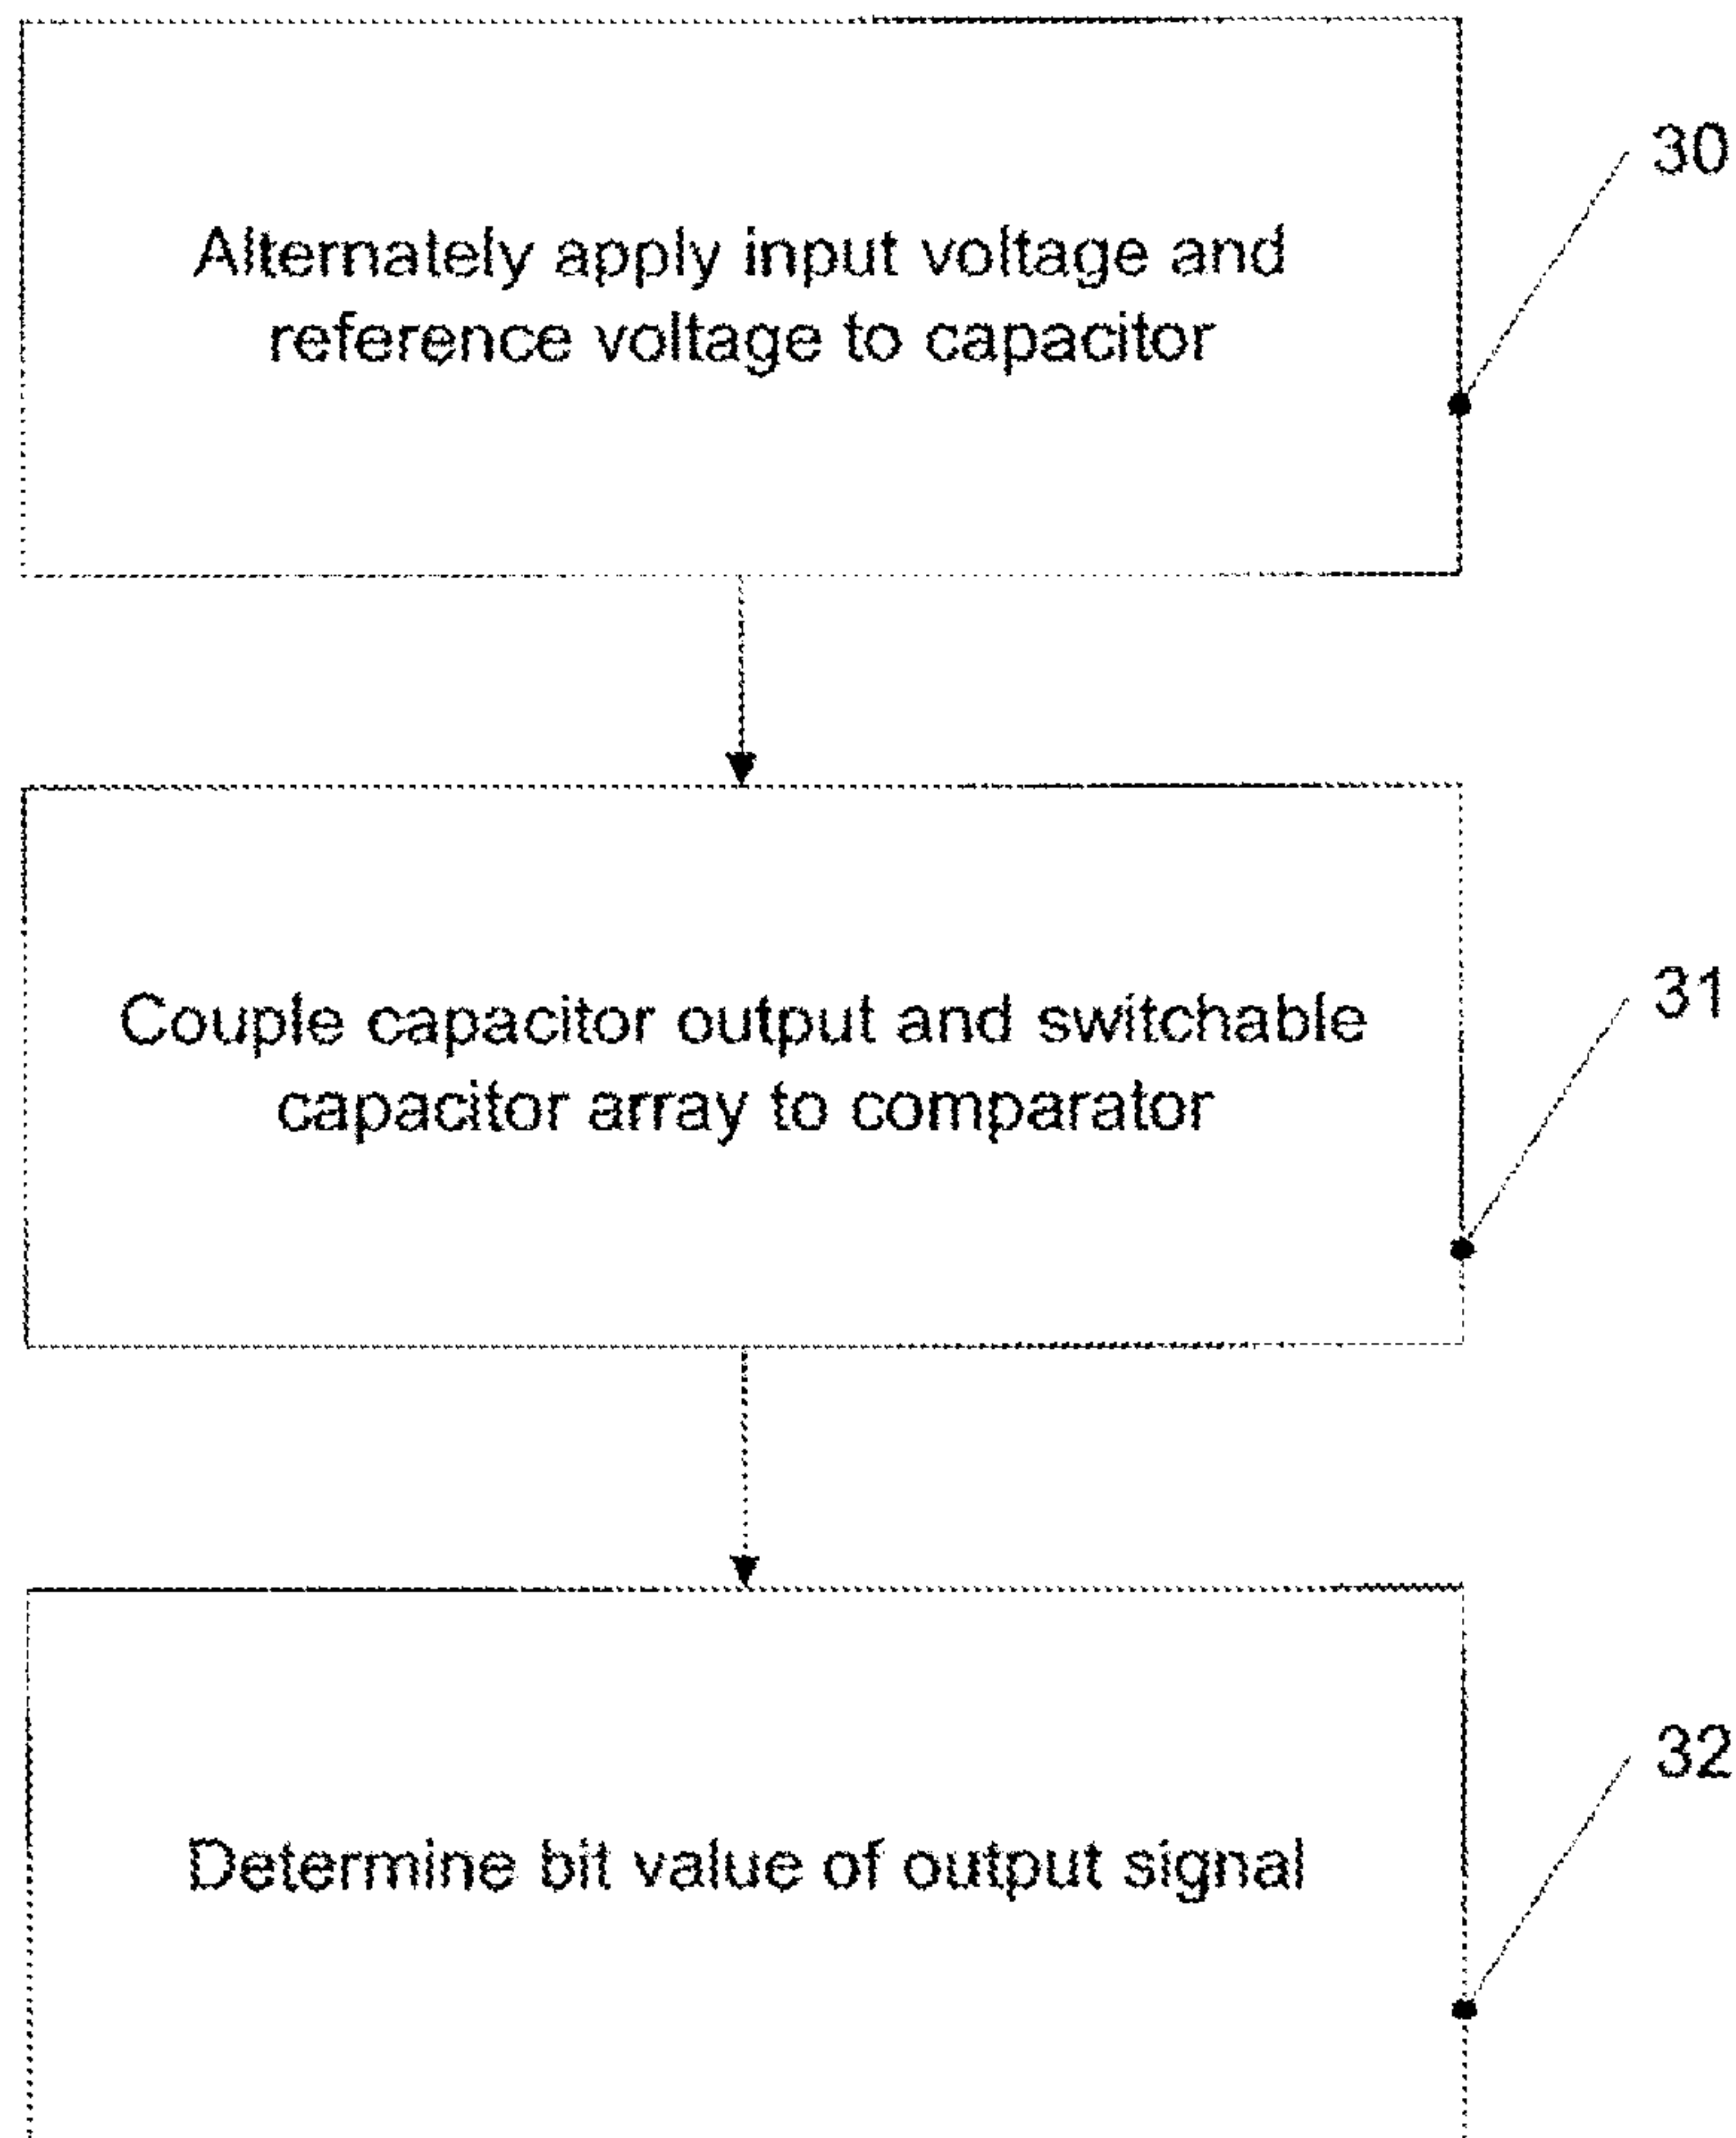 Alternately apply input voltage and
reference voltage to capacitor
30
Couple capacitor output and switchable
capacitor array to comparator
31
Determine bit value of output signal
32